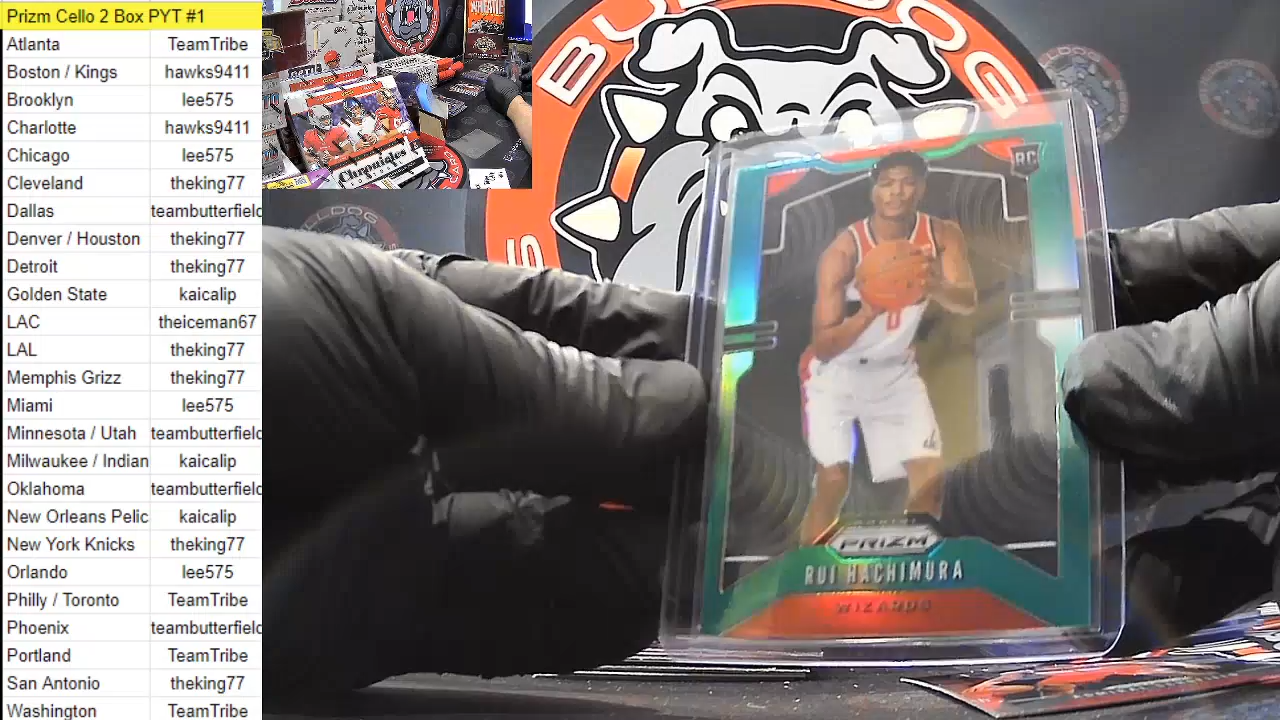 Prizm Cello 2 Box PYT #1
Atlanta TeamTribe
Boston / Kings hawks9411
Brooklyn lee575
Charlotte hawks9411
Chicago lee575
Cleveland theking77
Dallas teambutterfield
Denver / Houston theking77
Detroit theking77
Golden State kaicalip
LAC theiceman67
LAL theking77
Memphis Grizz theking77
Miami lee575
Minnesota / Utah teambutterfield
Milwaukee / Indian kaicalip
Oklahoma teambutterfield
New Orleans Pelic kaicalip
New York Knicks theking77
Orlando lee575
Philly / Toronto TeamTribe
Phoenix teambutterfield
Portland TeamTribe
San Antonio theking77
Washington TeamTribe
Chronicles
BULLDOG
RC
PANINI
PRIZM
RUI HACHIMURA
WIZARDS